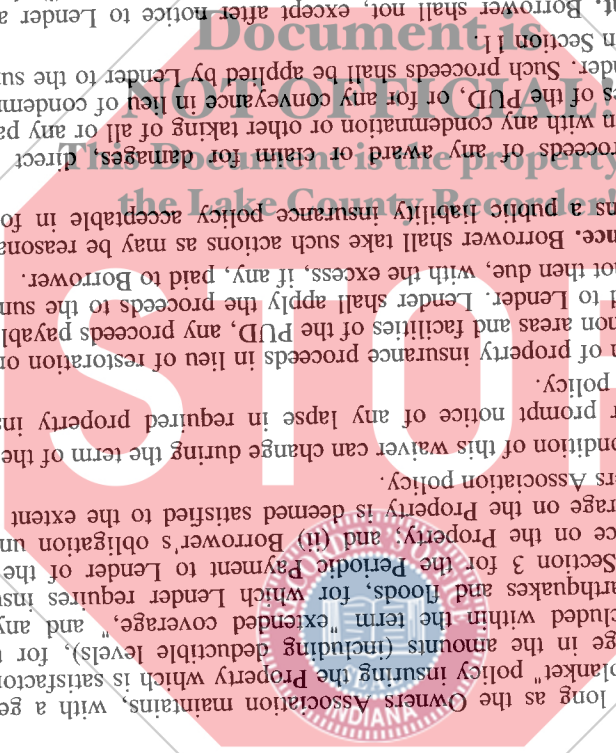 long as the Owners Association maintains, with a ge
blanket" policy insuring the Property which is satisfactor
ge in the amounts (including deductible levels), for
cluded within the term "extended coverage," and any
arthquakes and floods, for which Lender requires insu
Section 3 for the Periodic Payment to Lender of the
ce on the Property; and (ii) Borrower's obligation un
rage on the Property is deemed satisfied to the extent
rs Association policy.
ondition of this waiver can change during the term of the
r prompt notice of any lapse in required property ins
policy.
n of property insurance proceeds in lieu of restoration or
non areas and facilities of the PUD, any proceeds payabl
l to Lender. Lender shall apply the proceeds to the sum
not then due, with the excess, if any, paid to Borrower.
nce. Borrower shall take such actions as may be reasona
ns a public liability insurance policy acceptable in fo
roceeds of any award or claim for damages, direct
n with any condemnation or other taking of all or any pa
es of the PUD, or for any conveyance in lieu of condemn
nder. Such proceeds shall be applied by Lender to the su
n Section 11.
nt. Borrower shall not, except after notice to Lender a
Document is
NOT OFFICIAL
This Document is the property
the Lake County Recorder
STO
RECORDER'S OFFICE
SEAL
INDIANA